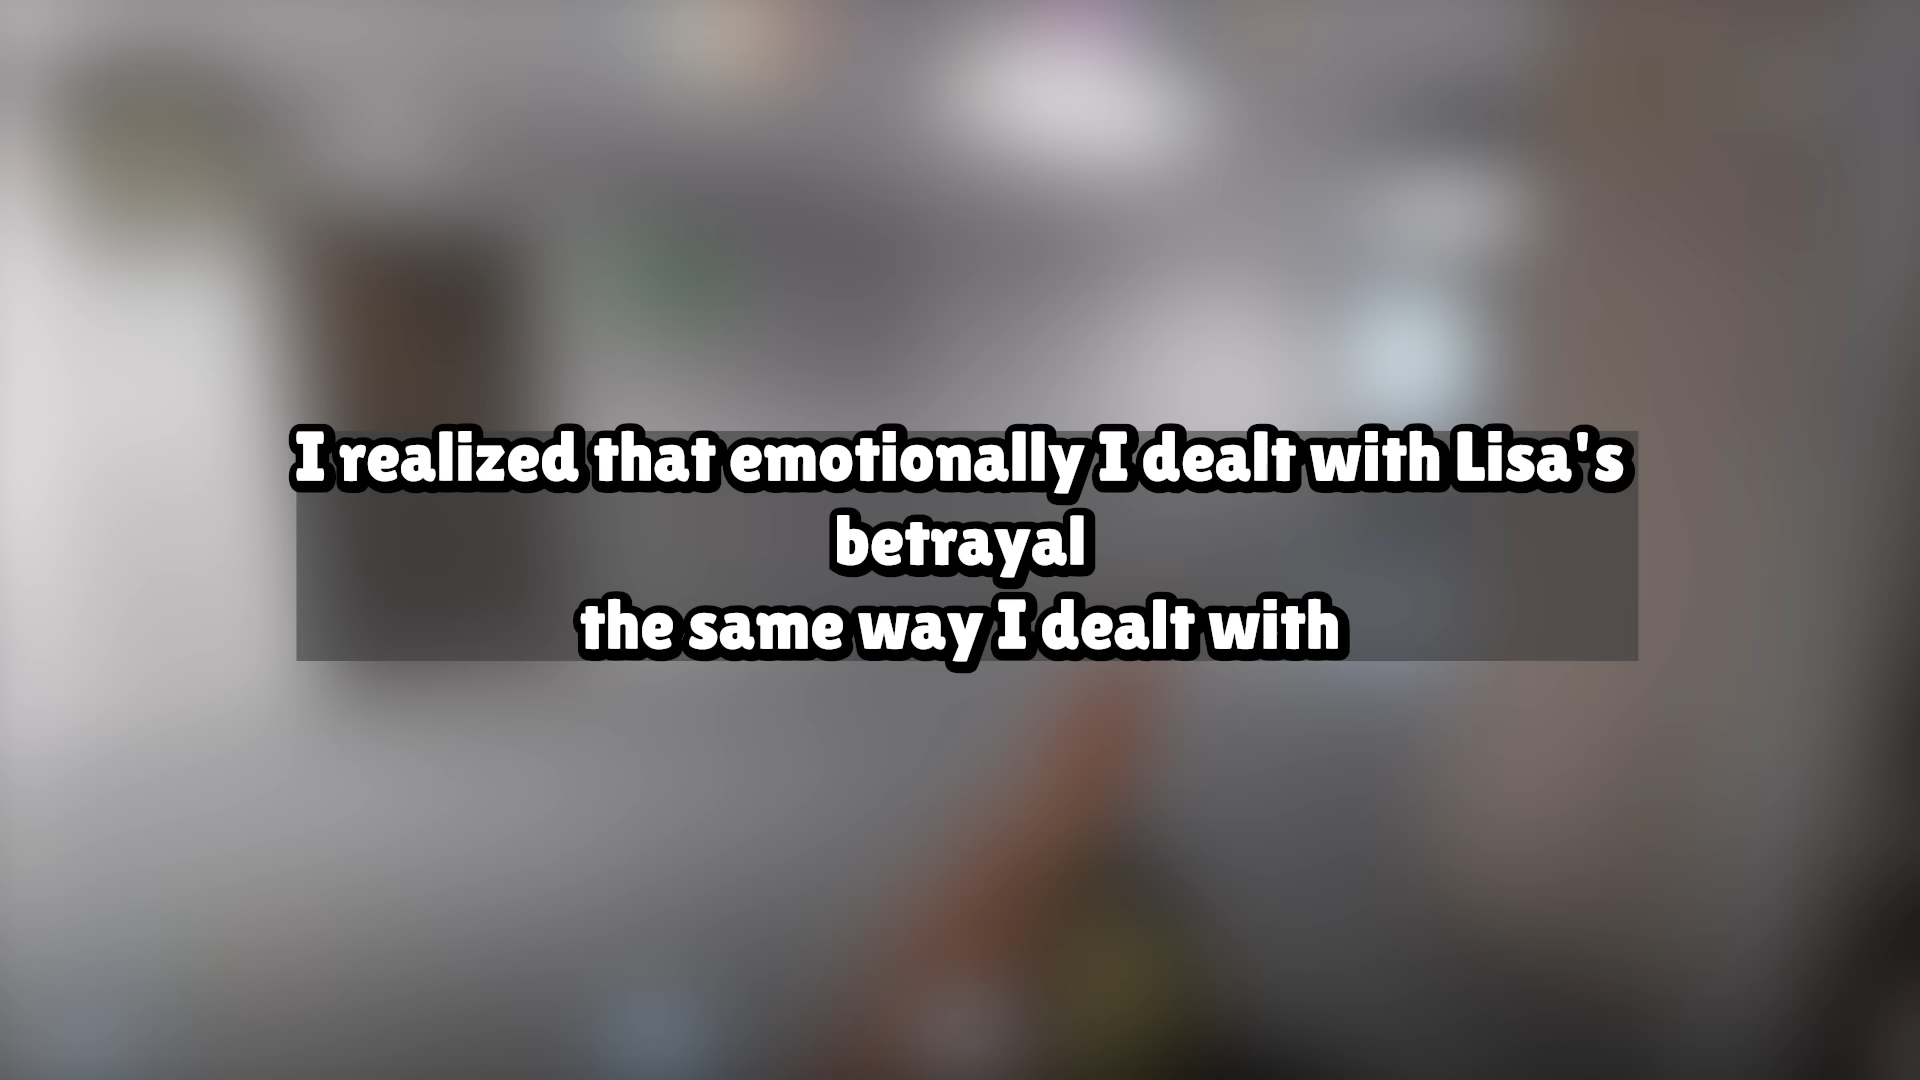 I realized that emotionally I dealt with Lisa's
betrayal
the same way I dealt with